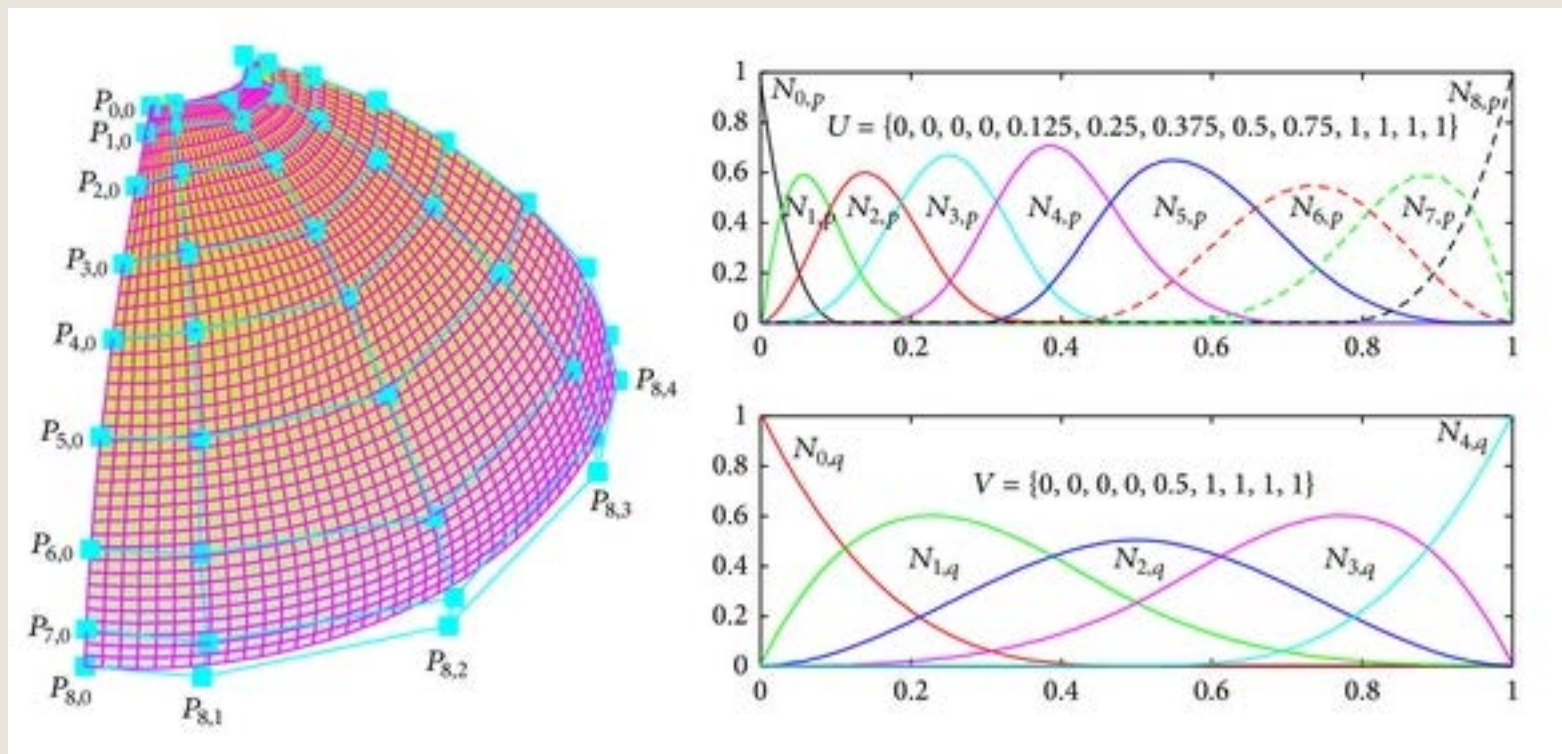 P0,0
P1,0
P2,0
P3,0
P4,0
P5,0
P6,0
P7,0
P8,0
P8,1
P8,2
P8,3
P8,4
1
0.8
0.6
0.4
0.2
0
N0,p
N8,p
U = {0, 0, 0, 0, 0.125, 0.25, 0.375, 0.5, 0.75, 1, 1, 1, 1}
N1,p N2,p N3,p N4,p N5,p N6,p N7,p
0 0.2 0.4 0.6 0.8 1
1
0.8
0.6
0.4
0.2
0
N0,q
N4,q
V = {0, 0, 0, 0, 0.5, 1, 1, 1, 1}
N1,q N2,q N3,q
0 0.2 0.4 0.6 0.8 1